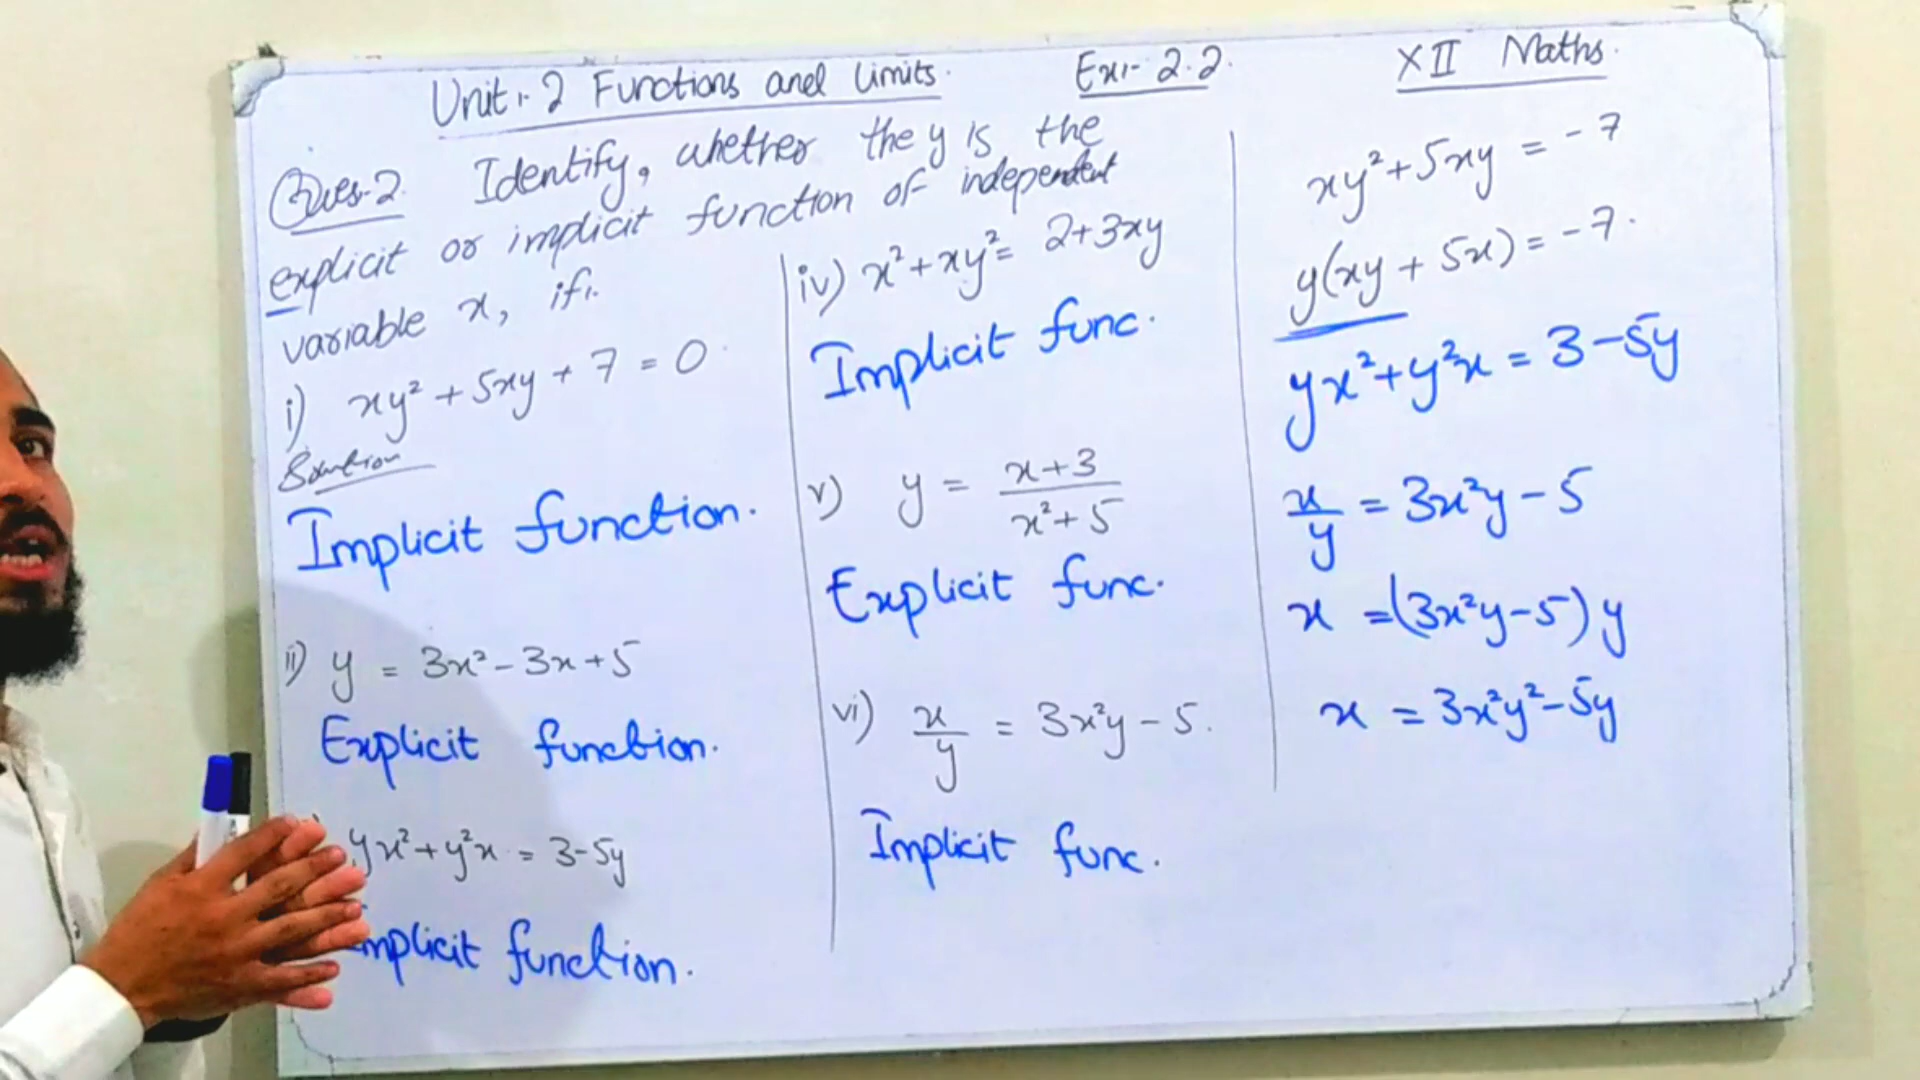 Unit:- 2 Functions and Limits. Ex:- 2.2. XII Maths.
Ques-2. Identify, whether the y is the
explicit or implicit function of independent
variable x, if:-
i) xy² + 5xy + 7 = 0.
Solution
Implicit function.
ii) y = 3x² - 3x + 5
Explicit function.
yx² + y²x = 3 - 5y
Implicit function.
iv) x² + xy² = 2 + 3xy
Implicit func.
v) y = (x + 3)/(x² + 5)
Explicit func.
vi) x/y = 3x²y - 5.
Implicit func.
xy² + 5xy = -7
y(xy + 5x) = -7.
yx² + y²x = 3 - 5y
x/y = 3x²y - 5
x = (3x²y - 5) y
x = 3x²y² - 5y